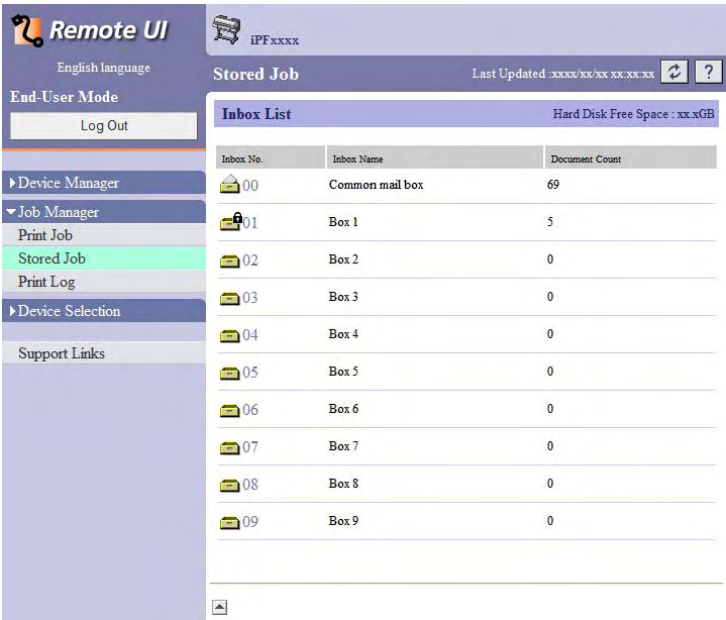 Remote UI
English language
End-User Mode
Log Out
Device Manager
Job Manager
Print Job
Stored Job
Print Log
Device Selection
Support Links
iPFxxxx
Stored Job Last Updated :xxxx/xx/xx xx:xx:xx ?
Inbox List Hard Disk Free Space : xx.xGB
Inbox No. Inbox Name Document Count
00 Common mail box 69
01 Box 1 5
02 Box 2 0
03 Box 3 0
04 Box 4 0
05 Box 5 0
06 Box 6 0
07 Box 7 0
08 Box 8 0
09 Box 9 0